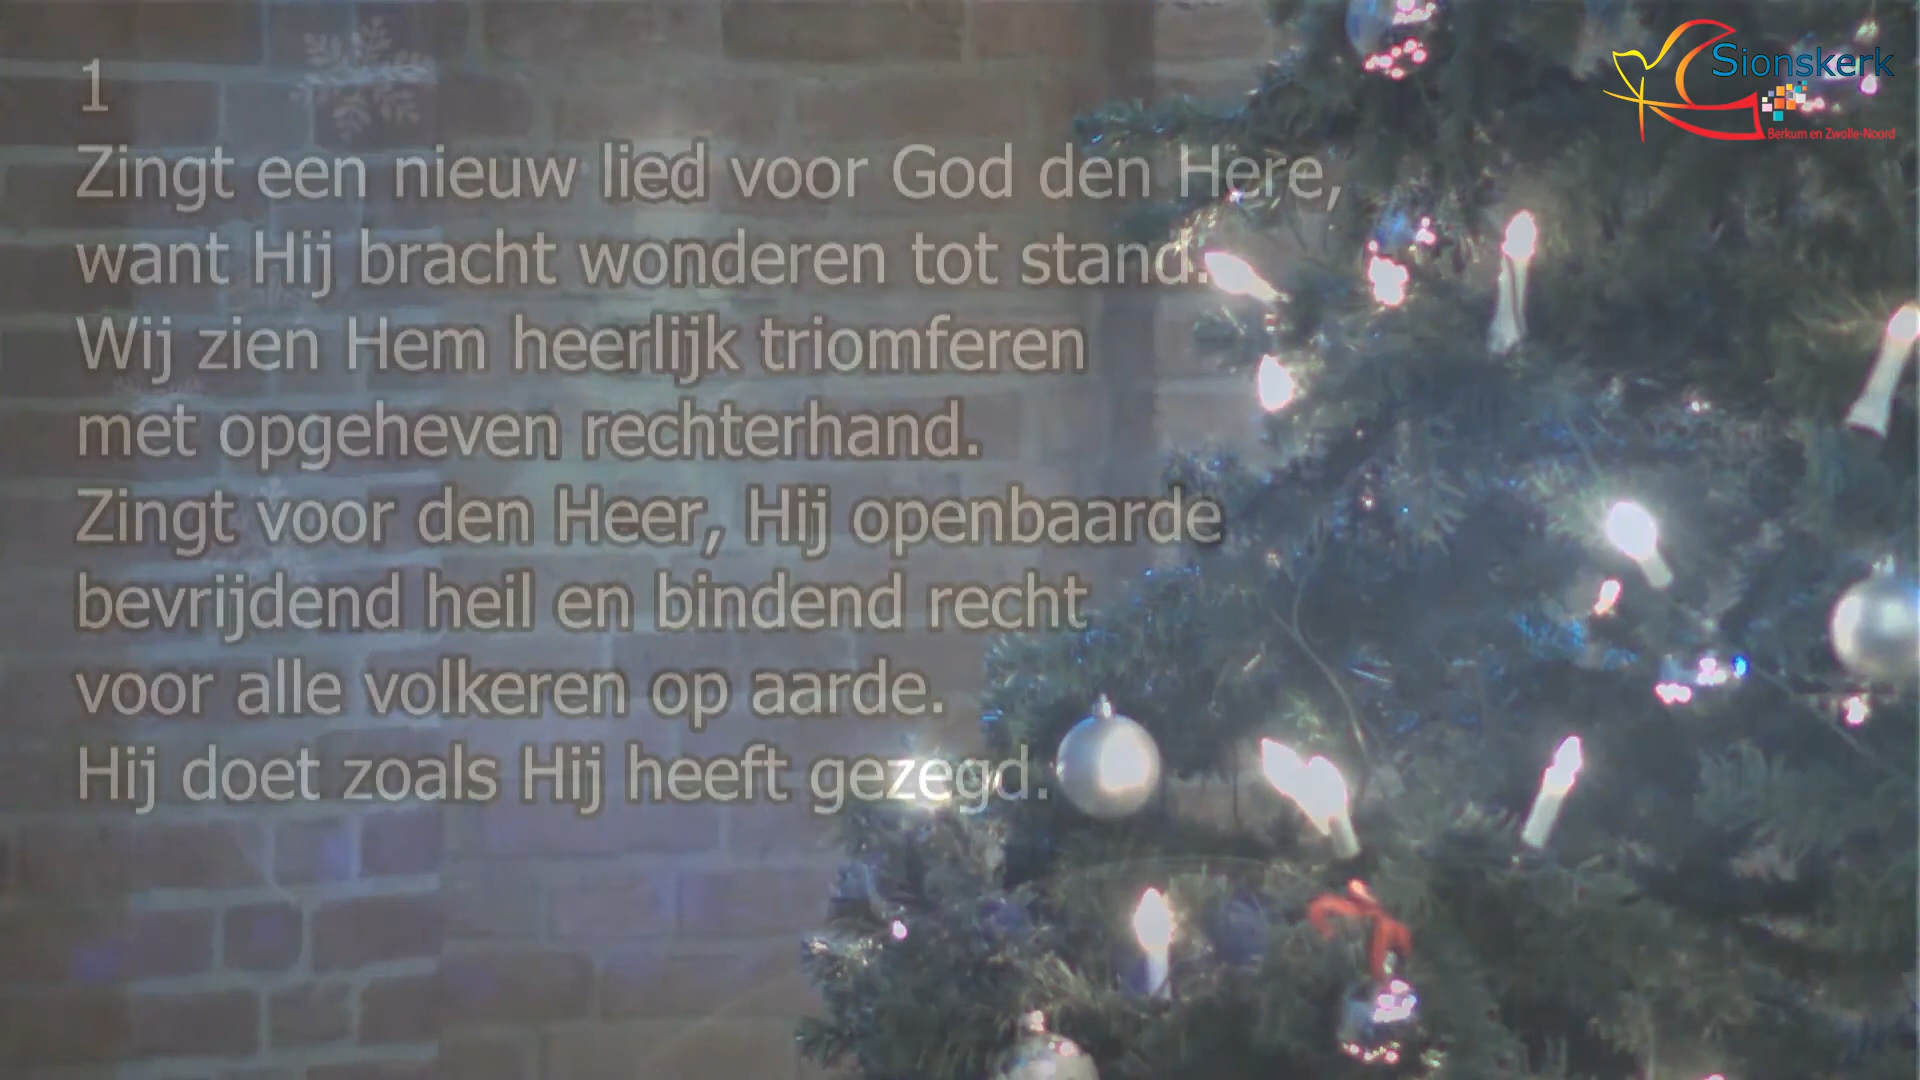 1
Zingt een nieuw lied voor God den Here,
want Hij bracht wonderen tot stand.
Wij zien Hem heerlijk triomferen
met opgeheven rechterhand.
Zingt voor den Heer, Hij openbaarde
bevrijdend heil en bindend recht
voor alle volkeren op aarde.
Hij doet zoals Hij heeft gezegd.
Sionskerk
Berkum en Zwolle-Noord